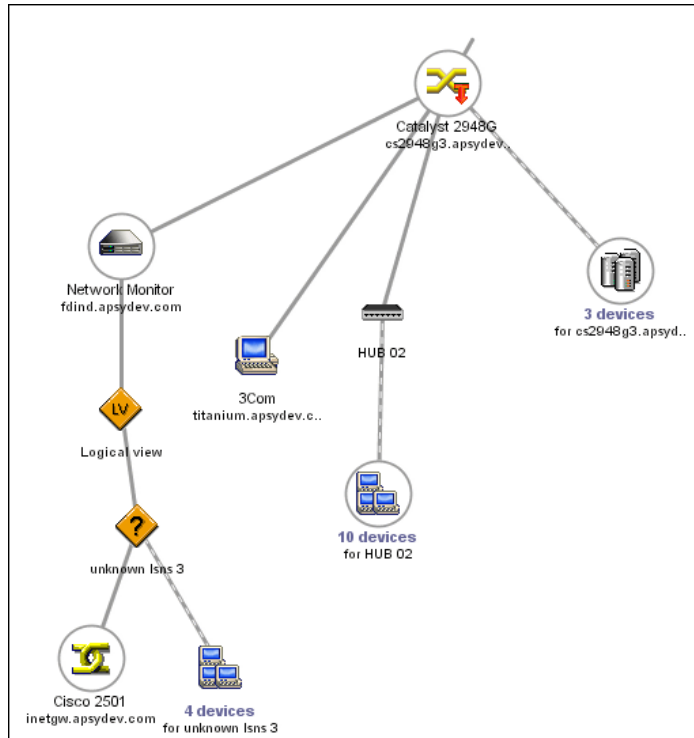 Catalyst 2948G
cs2948g3.apsydev..
Network Monitor
fdind.apsydev.com
3 devices
for cs2948g3.apsyd..
HUB 02
3Com
titanium.apsydev.c..
LV
Logical view
?
unknown lsns 3
10 devices
for HUB 02
Cisco 2501
inetgw.apsydev.com
4 devices
for unknown lsns 3